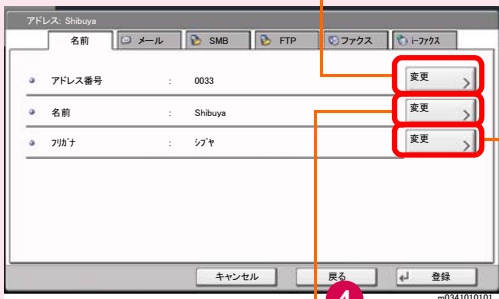 アドレス: Shibuya
名前 メール SMB FTP ファクス i-ファクス
アドレス番号 : 0033 変更
名前 : Shibuya 変更
フリガナ : シブヤ 変更
キャンセル 戻る 登録
4
m0341010101